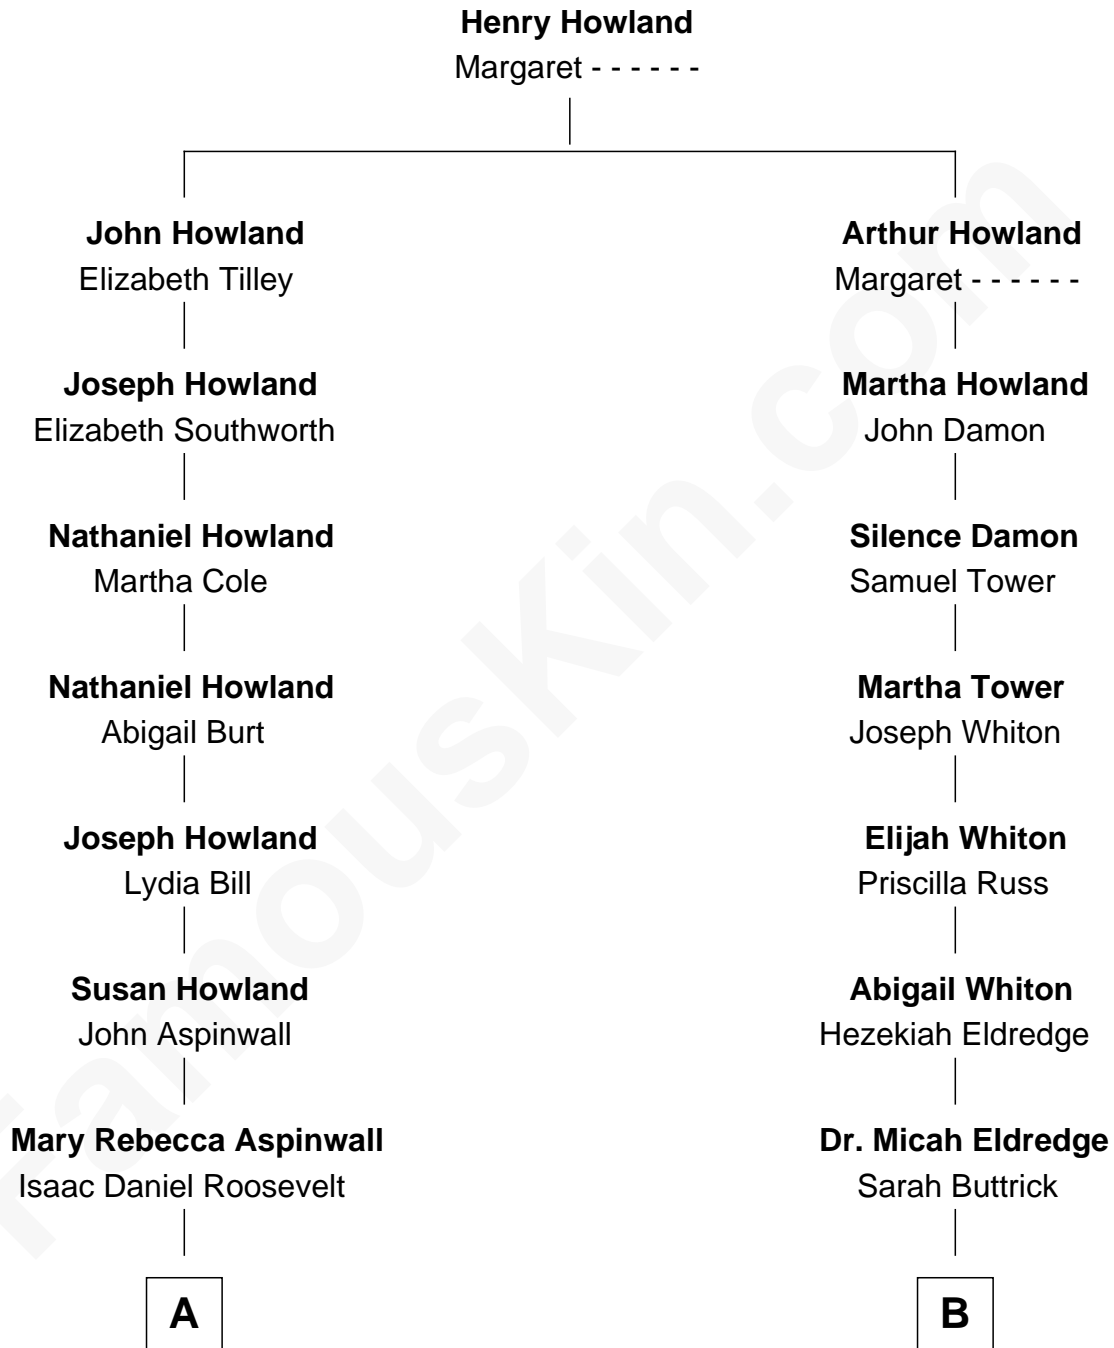 Henry Howland
Margaret - - - - - -
John Howland
Elizabeth Tilley
Arthur Howland
Margaret - - - - - -
Joseph Howland
Elizabeth Southworth
Martha Howland
John Damon
Nathaniel Howland
Martha Cole
Silence Damon
Samuel Tower
Nathaniel Howland
Abigail Burt
Martha Tower
Joseph Whiton
Joseph Howland
Lydia Bill
Elijah Whiton
Priscilla Russ
Susan Howland
John Aspinwall
Abigail Whiton
Hezekiah Eldredge
Mary Rebecca Aspinwall
Isaac Daniel Roosevelt
Dr. Micah Eldredge
Sarah Buttrick
A
B
FamousKin.com